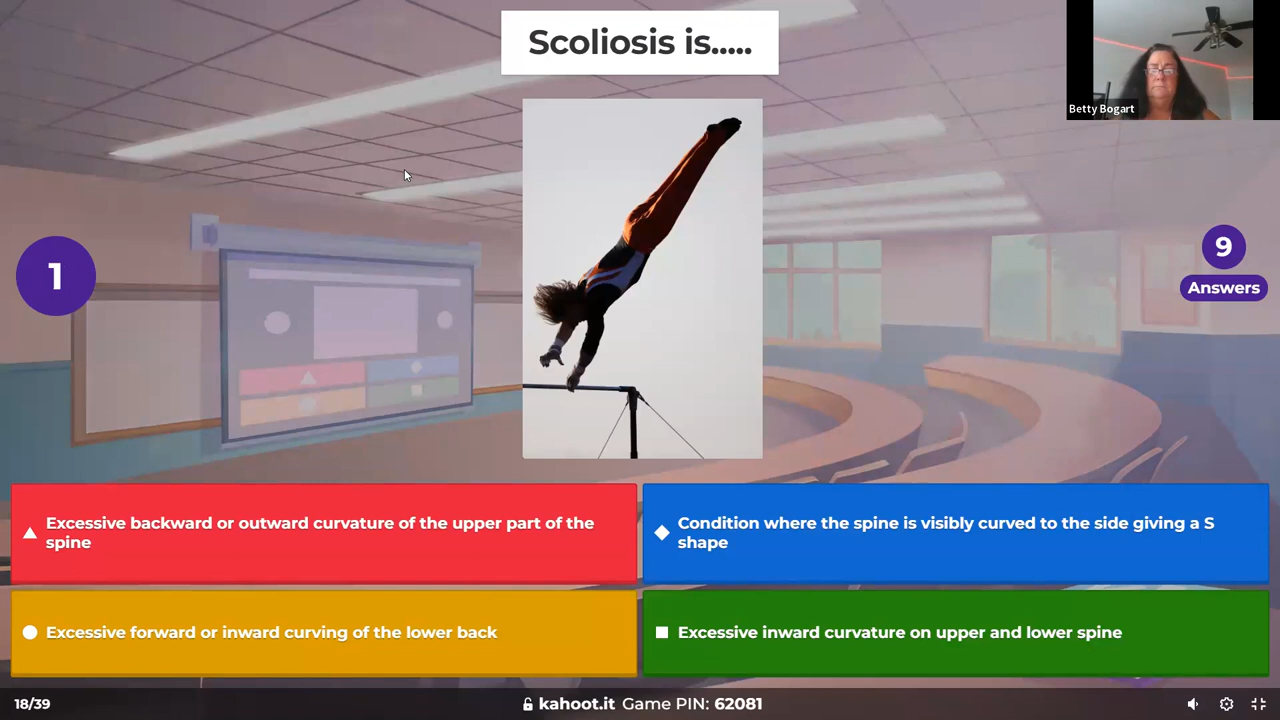 Scoliosis is.....
Betty Bogart
1
9
Answers
Excessive backward or outward curvature of the upper part of the
spine
Condition where the spine is visibly curved to the side giving a S
shape
Excessive forward or inward curving of the lower back
Excessive inward curvature on upper and lower spine
18/39
kahoot.it Game PIN: 62081